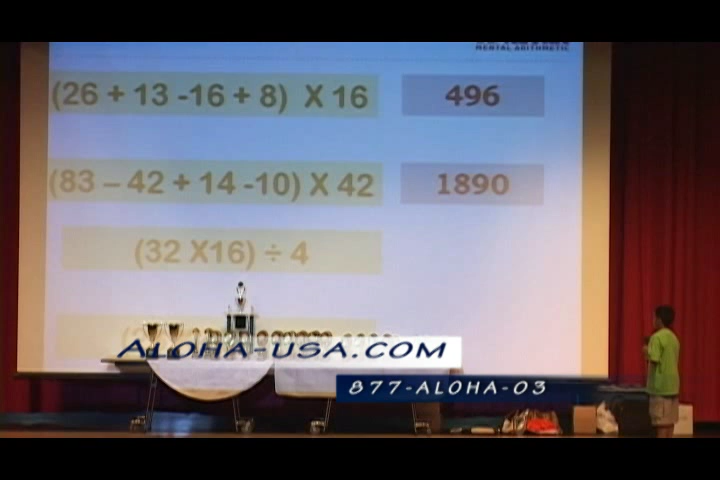 MENTAL ARITHMETIC
(26 + 13 -16 + 8) X 16 496
(83 – 42 + 14 -10) X 42 1890
(32 X16) ÷ 4
ALOHA-USA.COM
877-ALOHA-03